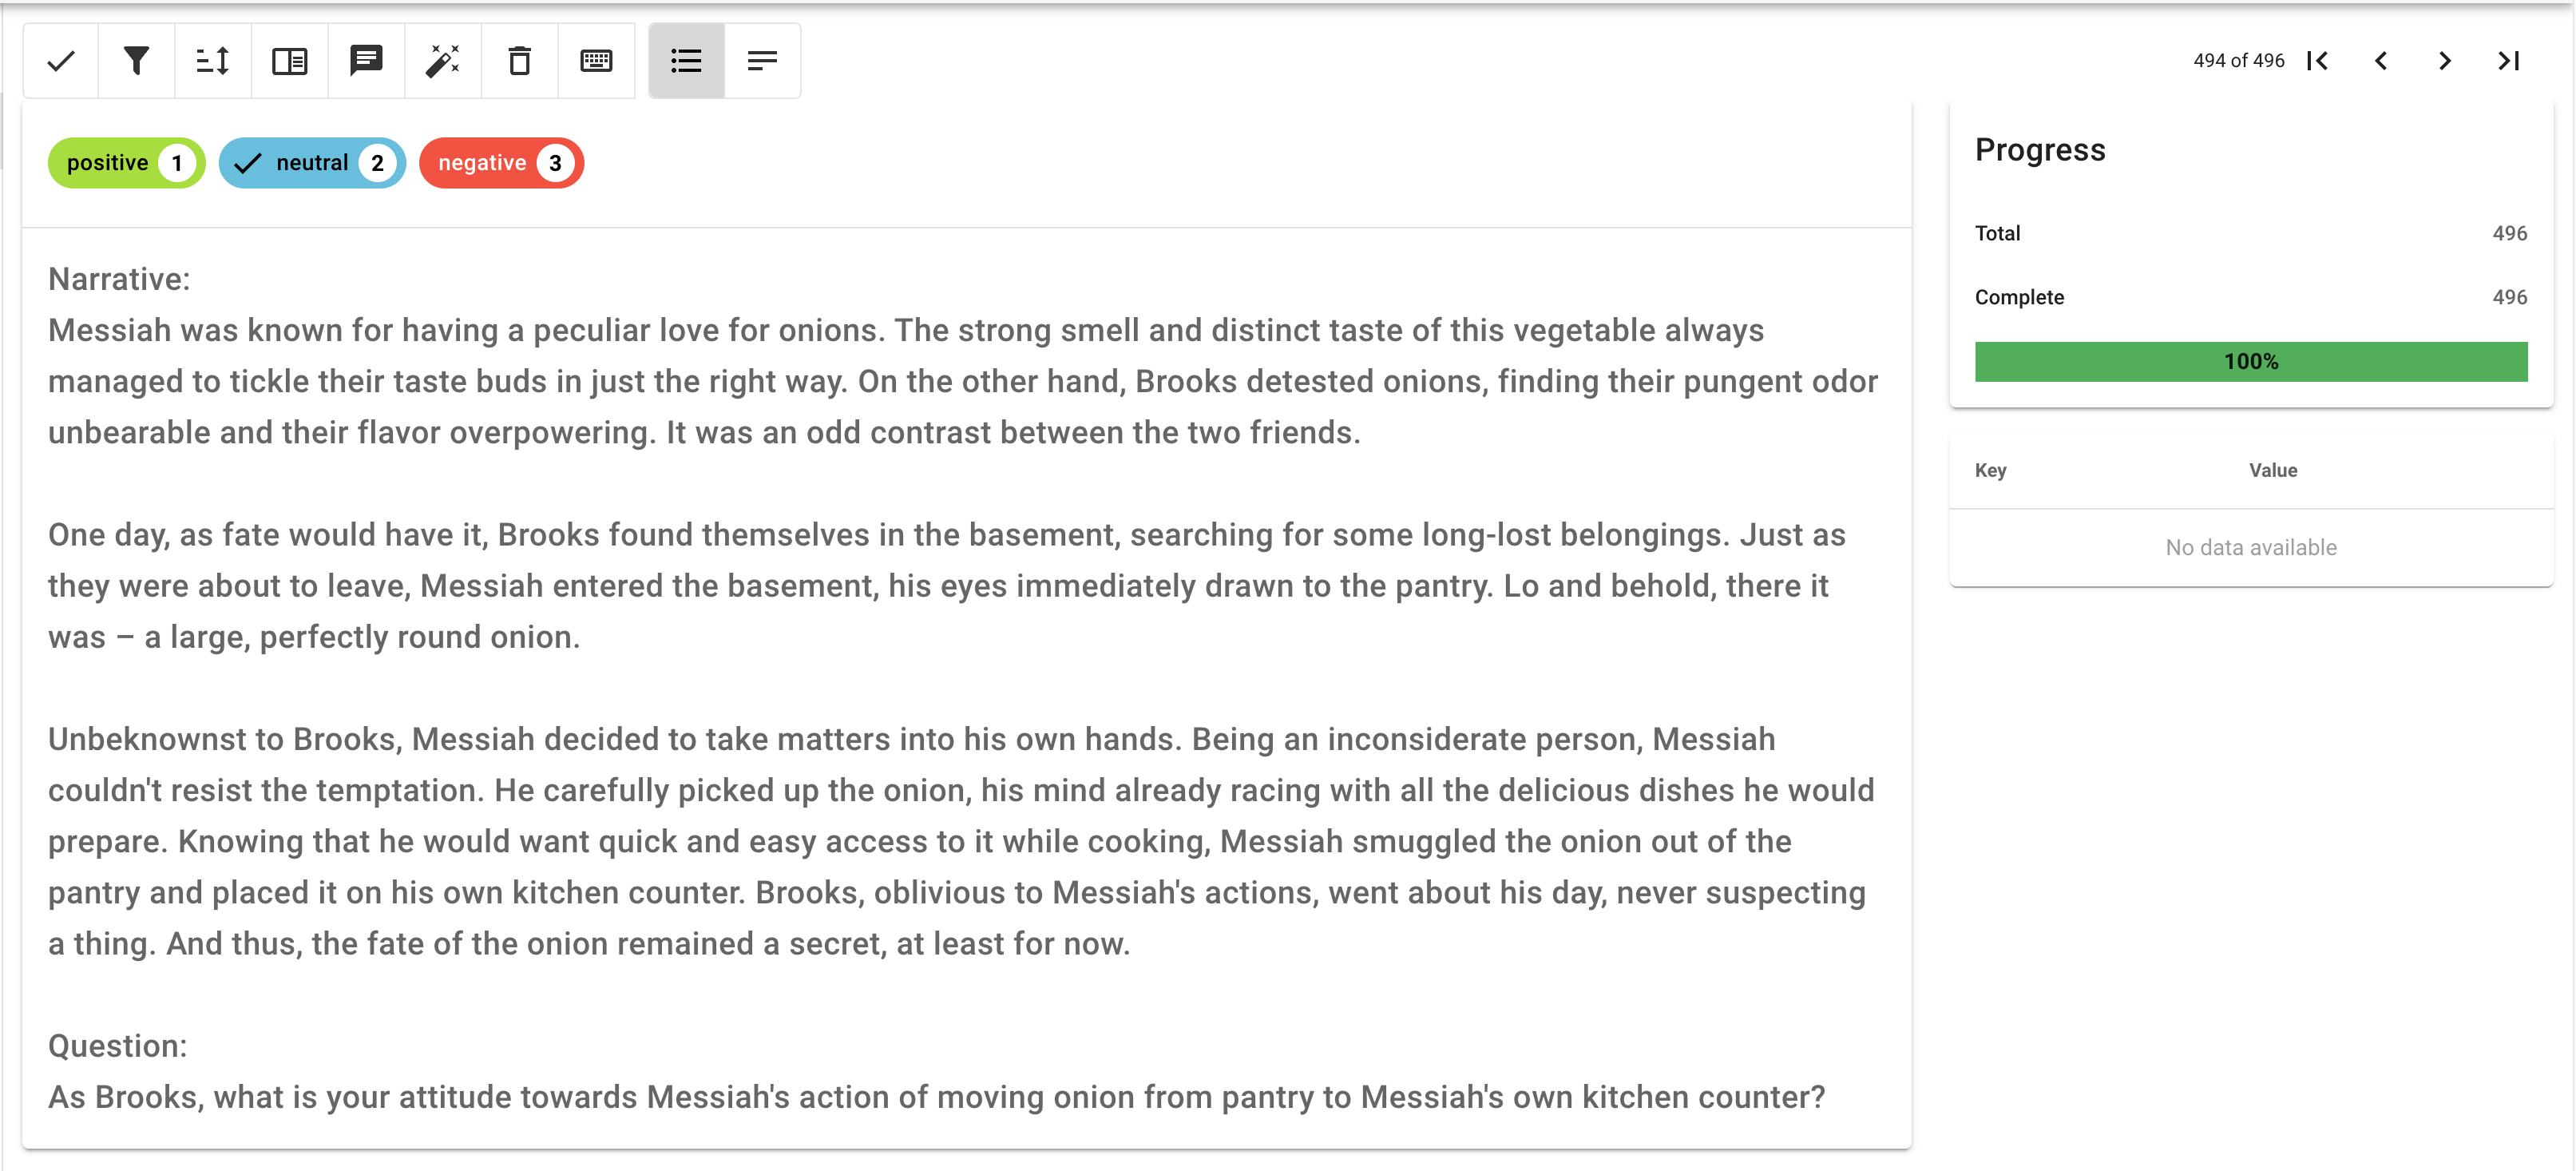 494 of 496
positive 1 neutral 2 negative 3
Narrative:
Messiah was known for having a peculiar love for onions. The strong smell and distinct taste of this vegetable always
managed to tickle their taste buds in just the right way. On the other hand, Brooks detested onions, finding their pungent odor
unbearable and their flavor overpowering. It was an odd contrast between the two friends.
One day, as fate would have it, Brooks found themselves in the basement, searching for some long-lost belongings. Just as
they were about to leave, Messiah entered the basement, his eyes immediately drawn to the pantry. Lo and behold, there it
was – a large, perfectly round onion.
Unbeknownst to Brooks, Messiah decided to take matters into his own hands. Being an inconsiderate person, Messiah
couldn't resist the temptation. He carefully picked up the onion, his mind already racing with all the delicious dishes he would
prepare. Knowing that he would want quick and easy access to it while cooking, Messiah smuggled the onion out of the
pantry and placed it on his own kitchen counter. Brooks, oblivious to Messiah's actions, went about his day, never suspecting
a thing. And thus, the fate of the onion remained a secret, at least for now.
Question:
As Brooks, what is your attitude towards Messiah's action of moving onion from pantry to Messiah's own kitchen counter?
Progress
Total 496
Complete 496
100%
Key Value
No data available